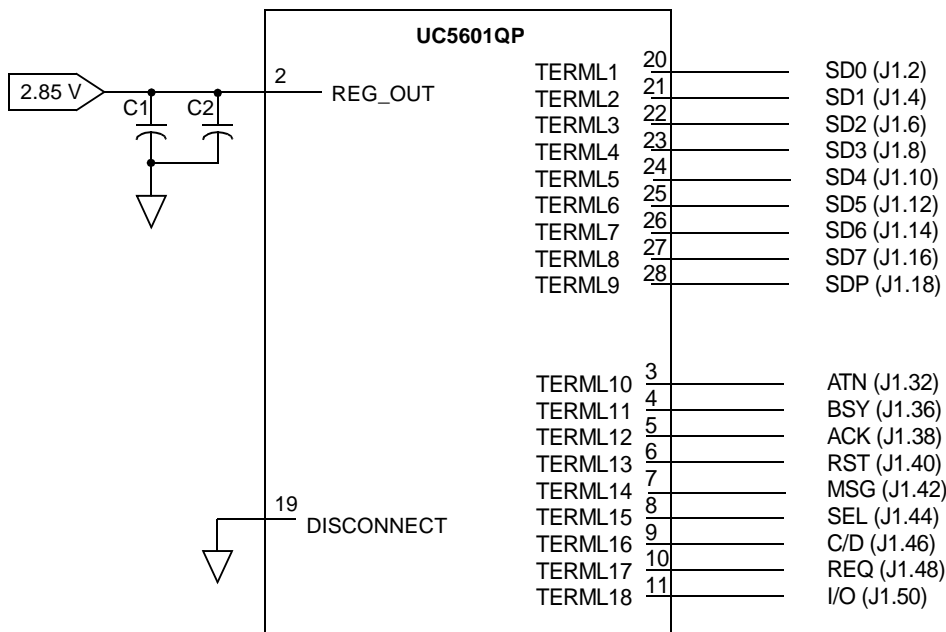 UC5601QP
2.85 V
C1
C2
2
REG_OUT
19
DISCONNECT
TERML1 20 SD0 (J1.2)
TERML2 21 SD1 (J1.4)
TERML3 22 SD2 (J1.6)
TERML4 23 SD3 (J1.8)
TERML5 24 SD4 (J1.10)
TERML6 25 SD5 (J1.12)
TERML7 26 SD6 (J1.14)
TERML8 27 SD7 (J1.16)
TERML9 28 SDP (J1.18)
TERML10 3 ATN (J1.32)
TERML11 4 BSY (J1.36)
TERML12 5 ACK (J1.38)
TERML13 6 RST (J1.40)
TERML14 7 MSG (J1.42)
TERML15 8 SEL (J1.44)
TERML16 9 C/D (J1.46)
TERML17 10 REQ (J1.48)
TERML18 11 I/O (J1.50)